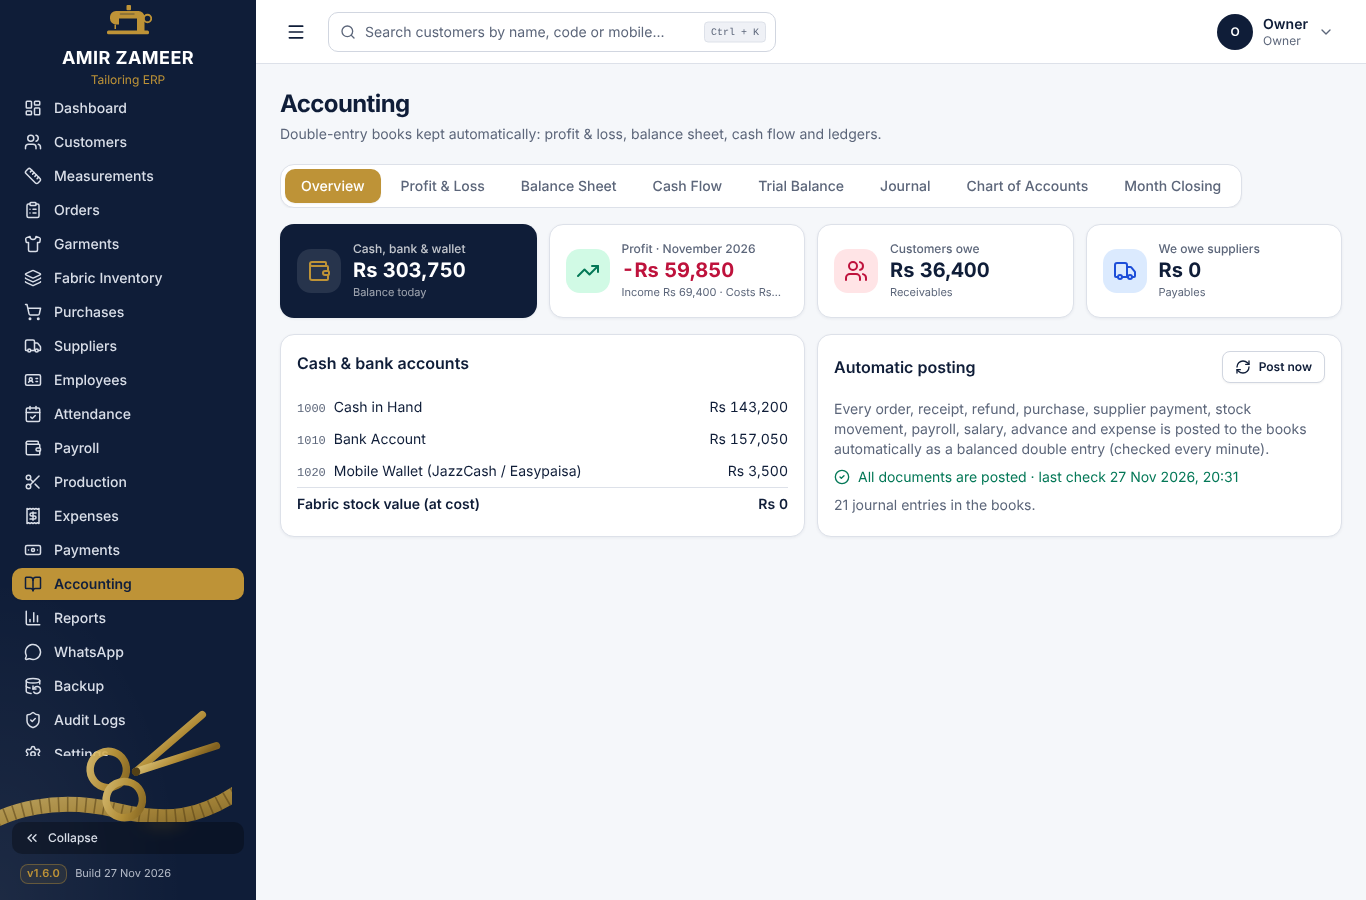 AMIR ZAMEER
Tailoring ERP
Dashboard
Customers
Measurements
Orders
Garments
Fabric Inventory
Purchases
Suppliers
Employees
Attendance
Payroll
Production
Expenses
Payments
Accounting
Reports
WhatsApp
Backup
Audit Logs
Settings
Collapse
v1.6.0 Build 27 Nov 2026
Search customers by name, code or mobile... Ctrl + K
O
Owner
Owner
Accounting
Double-entry books kept automatically: profit & loss, balance sheet, cash flow and ledgers.
Overview Profit & Loss Balance Sheet Cash Flow Trial Balance Journal Chart of Accounts Month Closing
Cash, bank & wallet
Rs 303,750
Balance today
Profit · November 2026
-Rs 59,850
Income Rs 69,400 · Costs Rs...
Customers owe
Rs 36,400
Receivables
We owe suppliers
Rs 0
Payables
Cash & bank accounts
1000 Cash in Hand Rs 143,200
1010 Bank Account Rs 157,050
1020 Mobile Wallet (JazzCash / Easypaisa) Rs 3,500
Fabric stock value (at cost) Rs 0
Automatic posting
Post now
Every order, receipt, refund, purchase, supplier payment, stock
movement, payroll, salary, advance and expense is posted to the books
automatically as a balanced double entry (checked every minute).
All documents are posted · last check 27 Nov 2026, 20:31
21 journal entries in the books.